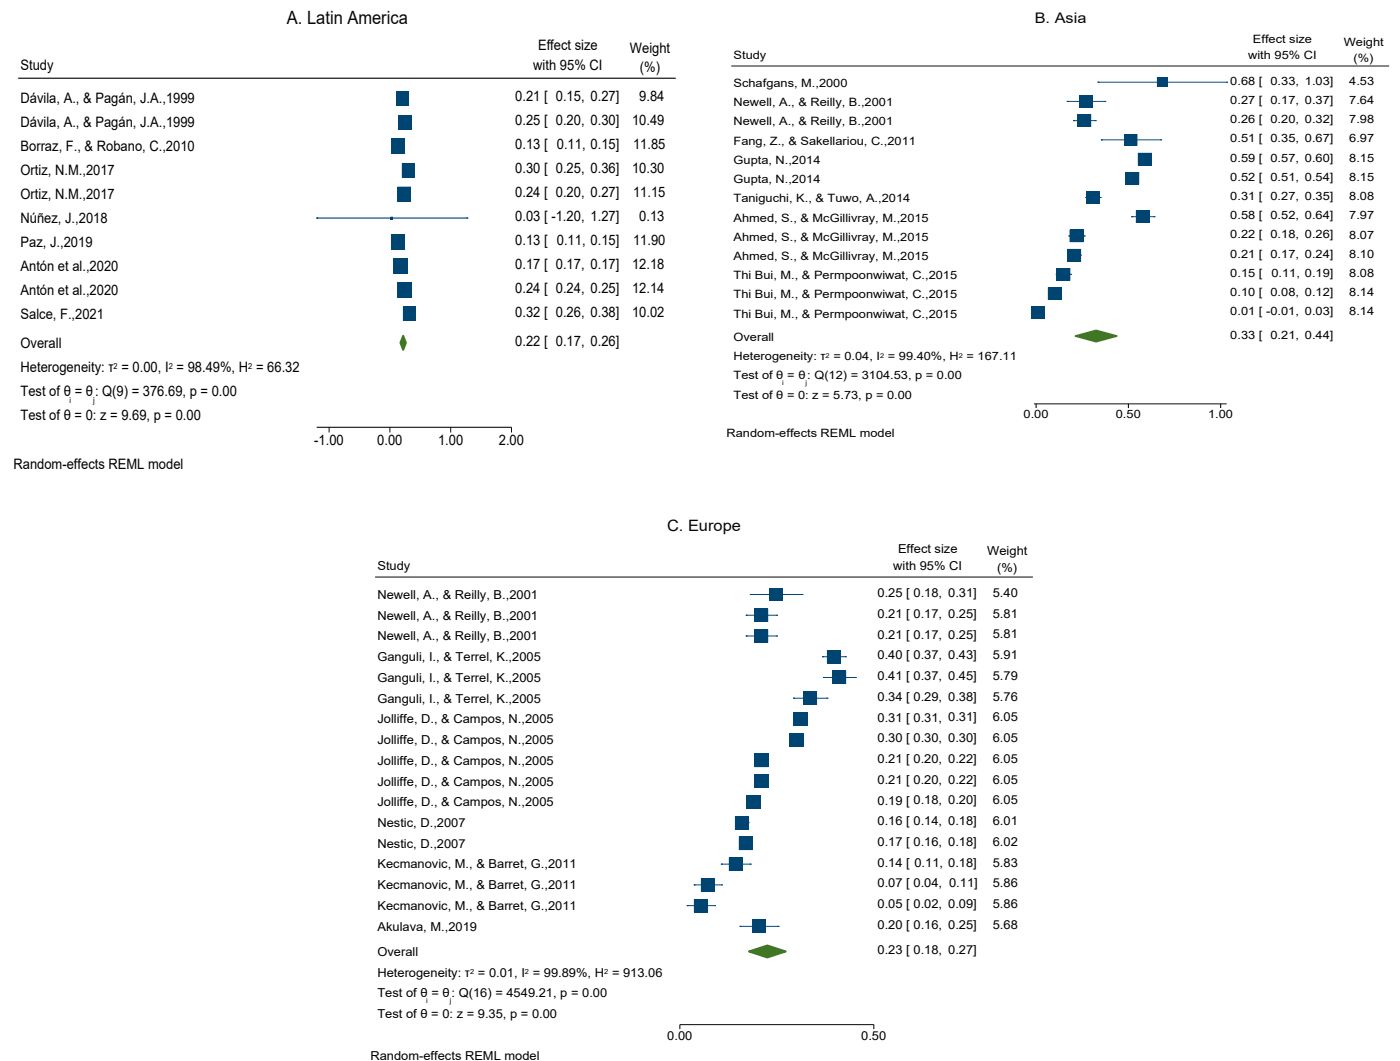 A. Latin America
Effect size Weight
Study with 95% CI (%)
Dávila, A., & Pagán, J.A.,1999 0.21 [ 0.15, 0.27] 9.84
Dávila, A., & Pagán, J.A.,1999 0.25 [ 0.20, 0.30] 10.49
Borraz, F., & Robano, C.,2010 0.13 [ 0.11, 0.15] 11.85
Ortiz, N.M.,2017 0.30 [ 0.25, 0.36] 10.30
Ortiz, N.M.,2017 0.24 [ 0.20, 0.27] 11.15
Núñez, J.,2018 0.03 [ -1.20, 1.27] 0.13
Paz, J.,2019 0.13 [ 0.11, 0.15] 11.90
Antón et al.,2020 0.17 [ 0.17, 0.17] 12.18
Antón et al.,2020 0.24 [ 0.24, 0.25] 12.14
Salce, F.,2021 0.32 [ 0.26, 0.38] 10.02
Overall 0.22 [ 0.17, 0.26]
Heterogeneity: τ² = 0.00, I² = 98.49%, H² = 66.32
Test of θi = θj: Q(9) = 376.69, p = 0.00
Test of θ = 0: z = 9.69, p = 0.00
-1.00 0.00 1.00 2.00
Random-effects REML model
B. Asia
Effect size Weight
Study with 95% CI (%)
Schafgans, M.,2000 0.68 [ 0.33, 1.03] 4.53
Newell, A., & Reilly, B.,2001 0.27 [ 0.17, 0.37] 7.64
Newell, A., & Reilly, B.,2001 0.26 [ 0.20, 0.32] 7.98
Fang, Z., & Sakellariou, C.,2011 0.51 [ 0.35, 0.67] 6.97
Gupta, N.,2014 0.59 [ 0.57, 0.60] 8.15
Gupta, N.,2014 0.52 [ 0.51, 0.54] 8.15
Taniguchi, K., & Tuwo, A.,2014 0.31 [ 0.27, 0.35] 8.08
Ahmed, S., & McGillivray, M.,2015 0.58 [ 0.52, 0.64] 7.97
Ahmed, S., & McGillivray, M.,2015 0.22 [ 0.18, 0.26] 8.07
Ahmed, S., & McGillivray, M.,2015 0.21 [ 0.17, 0.24] 8.10
Thi Bui, M., & Permpoonwiwat, C.,2015 0.15 [ 0.11, 0.19] 8.08
Thi Bui, M., & Permpoonwiwat, C.,2015 0.10 [ 0.08, 0.12] 8.14
Thi Bui, M., & Permpoonwiwat, C.,2015 0.01 [ -0.01, 0.03] 8.14
Overall 0.33 [ 0.21, 0.44]
Heterogeneity: τ² = 0.04, I² = 99.40%, H² = 167.11
Test of θi = θj: Q(12) = 3104.53, p = 0.00
Test of θ = 0: z = 5.73, p = 0.00
0.00 0.50 1.00
Random-effects REML model
C. Europe
Effect size Weight
Study with 95% CI (%)
Newell, A., & Reilly, B.,2001 0.25 [ 0.18, 0.31] 5.40
Newell, A., & Reilly, B.,2001 0.21 [ 0.17, 0.25] 5.81
Newell, A., & Reilly, B.,2001 0.21 [ 0.17, 0.25] 5.81
Ganguli, I., & Terrel, K.,2005 0.40 [ 0.37, 0.43] 5.91
Ganguli, I., & Terrel, K.,2005 0.41 [ 0.37, 0.45] 5.79
Ganguli, I., & Terrel, K.,2005 0.34 [ 0.29, 0.38] 5.76
Jolliffe, D., & Campos, N.,2005 0.31 [ 0.31, 0.31] 6.05
Jolliffe, D., & Campos, N.,2005 0.30 [ 0.30, 0.30] 6.05
Jolliffe, D., & Campos, N.,2005 0.21 [ 0.20, 0.22] 6.05
Jolliffe, D., & Campos, N.,2005 0.21 [ 0.20, 0.22] 6.05
Jolliffe, D., & Campos, N.,2005 0.19 [ 0.18, 0.20] 6.05
Nestic, D.,2007 0.16 [ 0.14, 0.18] 6.01
Nestic, D.,2007 0.17 [ 0.16, 0.18] 6.02
Kecmanovic, M., & Barret, G.,2011 0.14 [ 0.11, 0.18] 5.83
Kecmanovic, M., & Barret, G.,2011 0.07 [ 0.04, 0.11] 5.86
Kecmanovic, M., & Barret, G.,2011 0.05 [ 0.02, 0.09] 5.86
Akulava, M.,2019 0.20 [ 0.16, 0.25] 5.68
Overall 0.23 [ 0.18, 0.27]
Heterogeneity: τ² = 0.01, I² = 99.89%, H² = 913.06
Test of θi = θj: Q(16) = 4549.21, p = 0.00
Test of θ = 0: z = 9.35, p = 0.00
0.00 0.50
Random-effects REML model